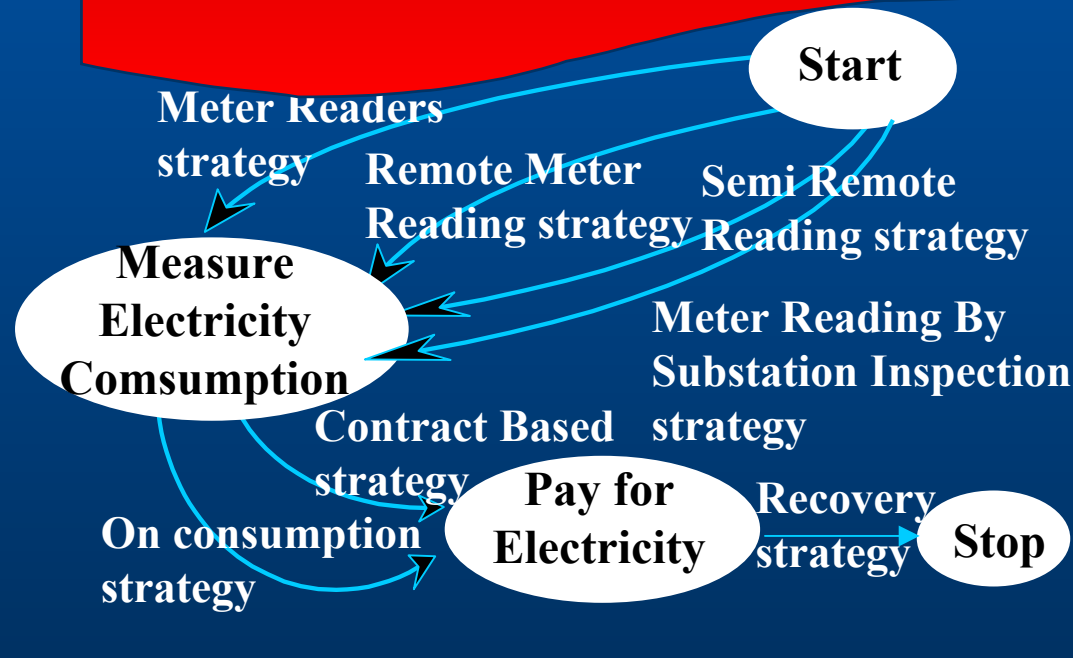 Start
Meter Readers
strategy
Remote Meter
Reading strategy
Semi Remote
Reading strategy
Measure
Electricity
Comsumption
Meter Reading By
Substation Inspection
strategy
Contract Based
strategy
On consumption
strategy
Pay for
Electricity
Recovery
strategy
Stop